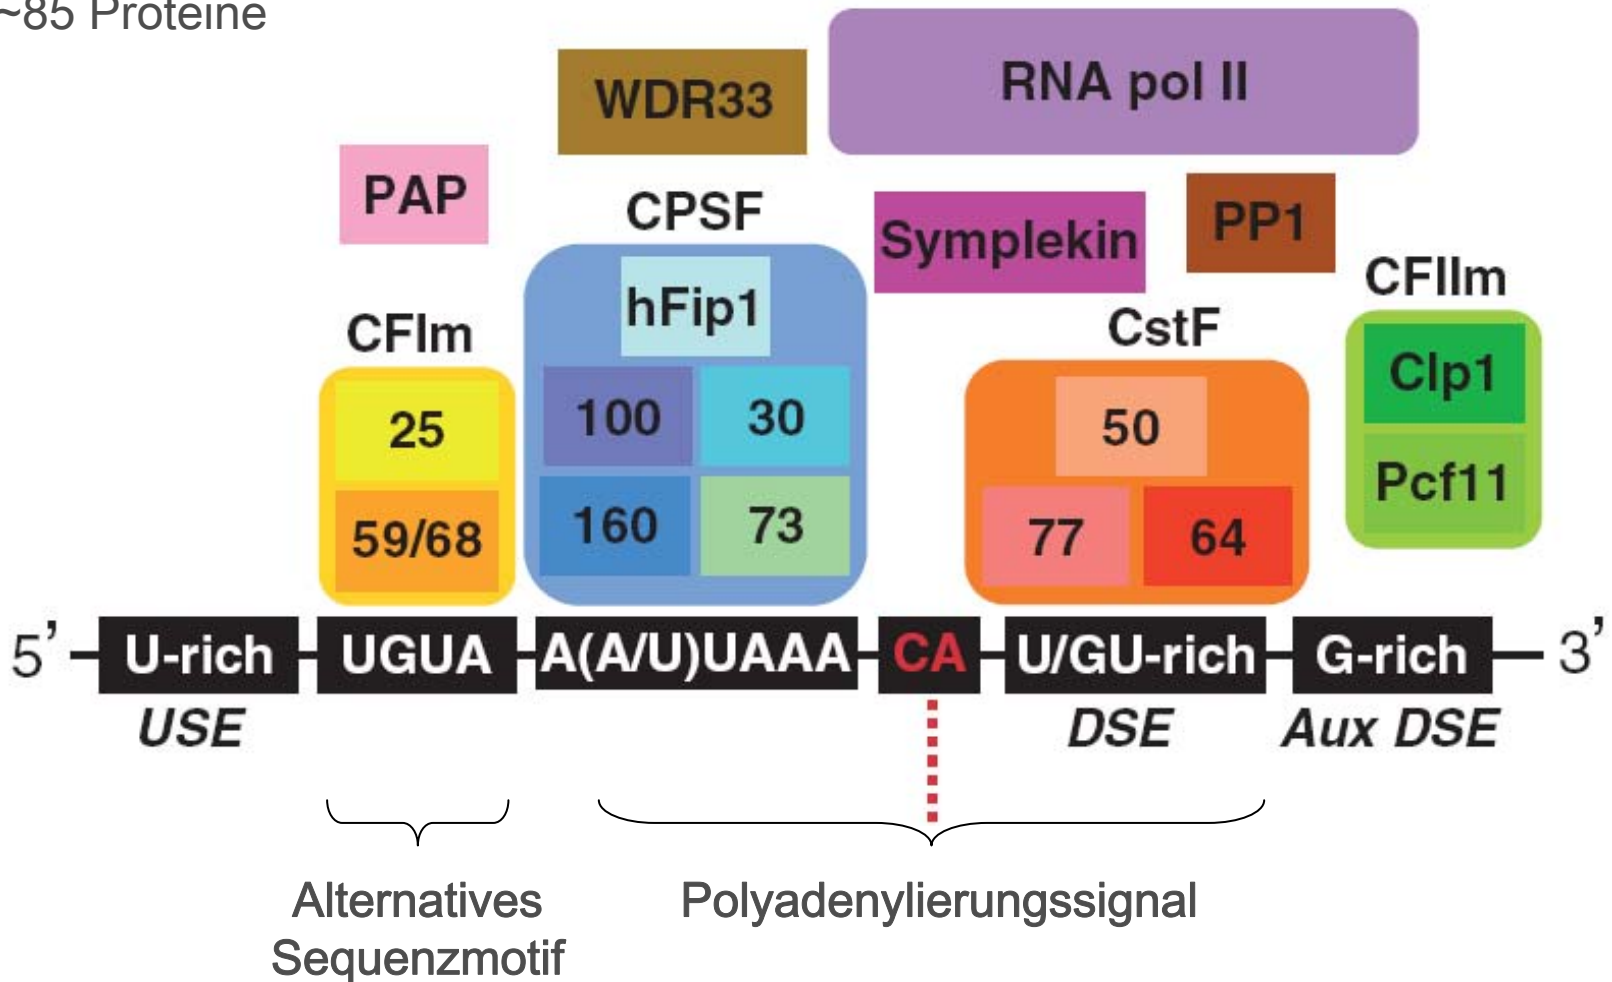 ~85 Proteine
WDR33
RNA pol II
PAP
CPSF
Symplekin
PP1
CFIm
hFip1
CstF
CFIIm
25
59/68
100 30
160 73
50
77 64
Clp1
Pcf11
5’ U-rich UGUA A(A/U)UAAA CA U/GU-rich G-rich 3’
USE DSE Aux DSE
Alternatives
Sequenzmotif
Polyadenylierungssignal